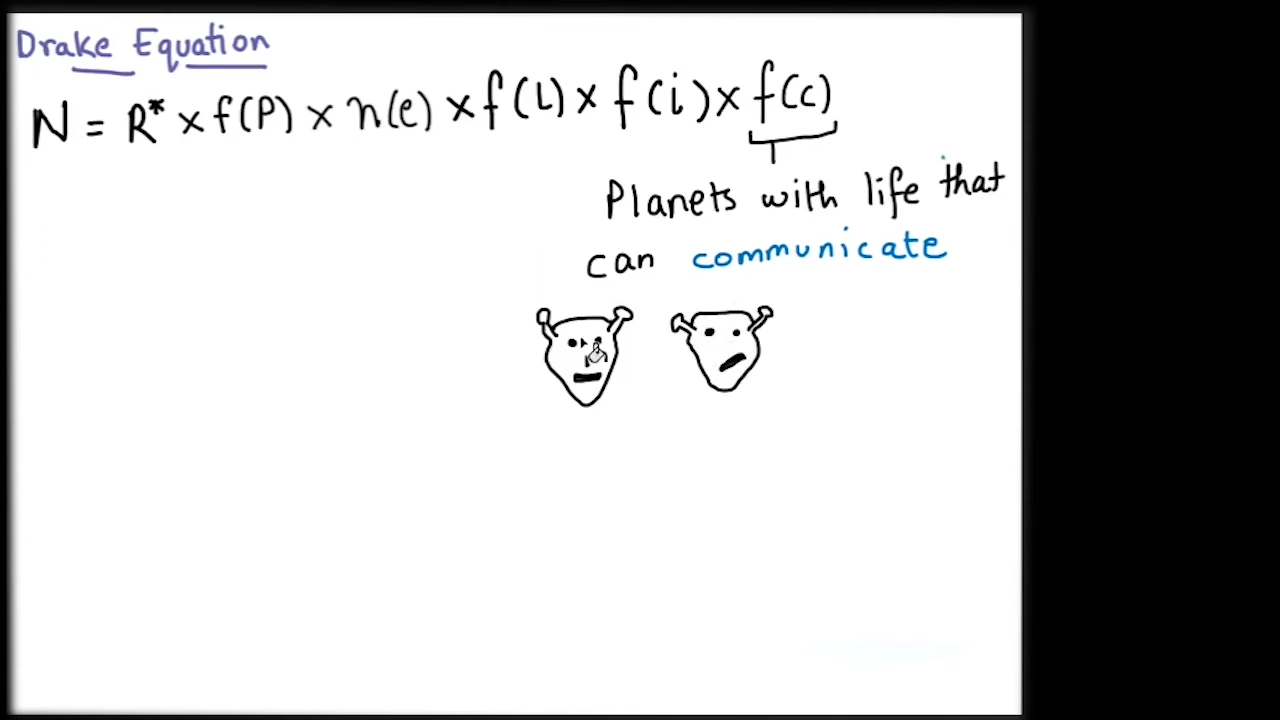 Drake Equation
N = R* × f(P) × n(e) × f(L) × f(i) × f(c)
Planets with life that
can communicate